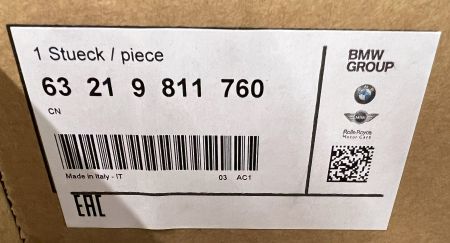 1 Stueck / piece
BMW
GROUP
63 21 9 811 760
CN
MINI
Rolls-Royce
Motor Cars
Made in Italy - IT
03 AC1
EAC